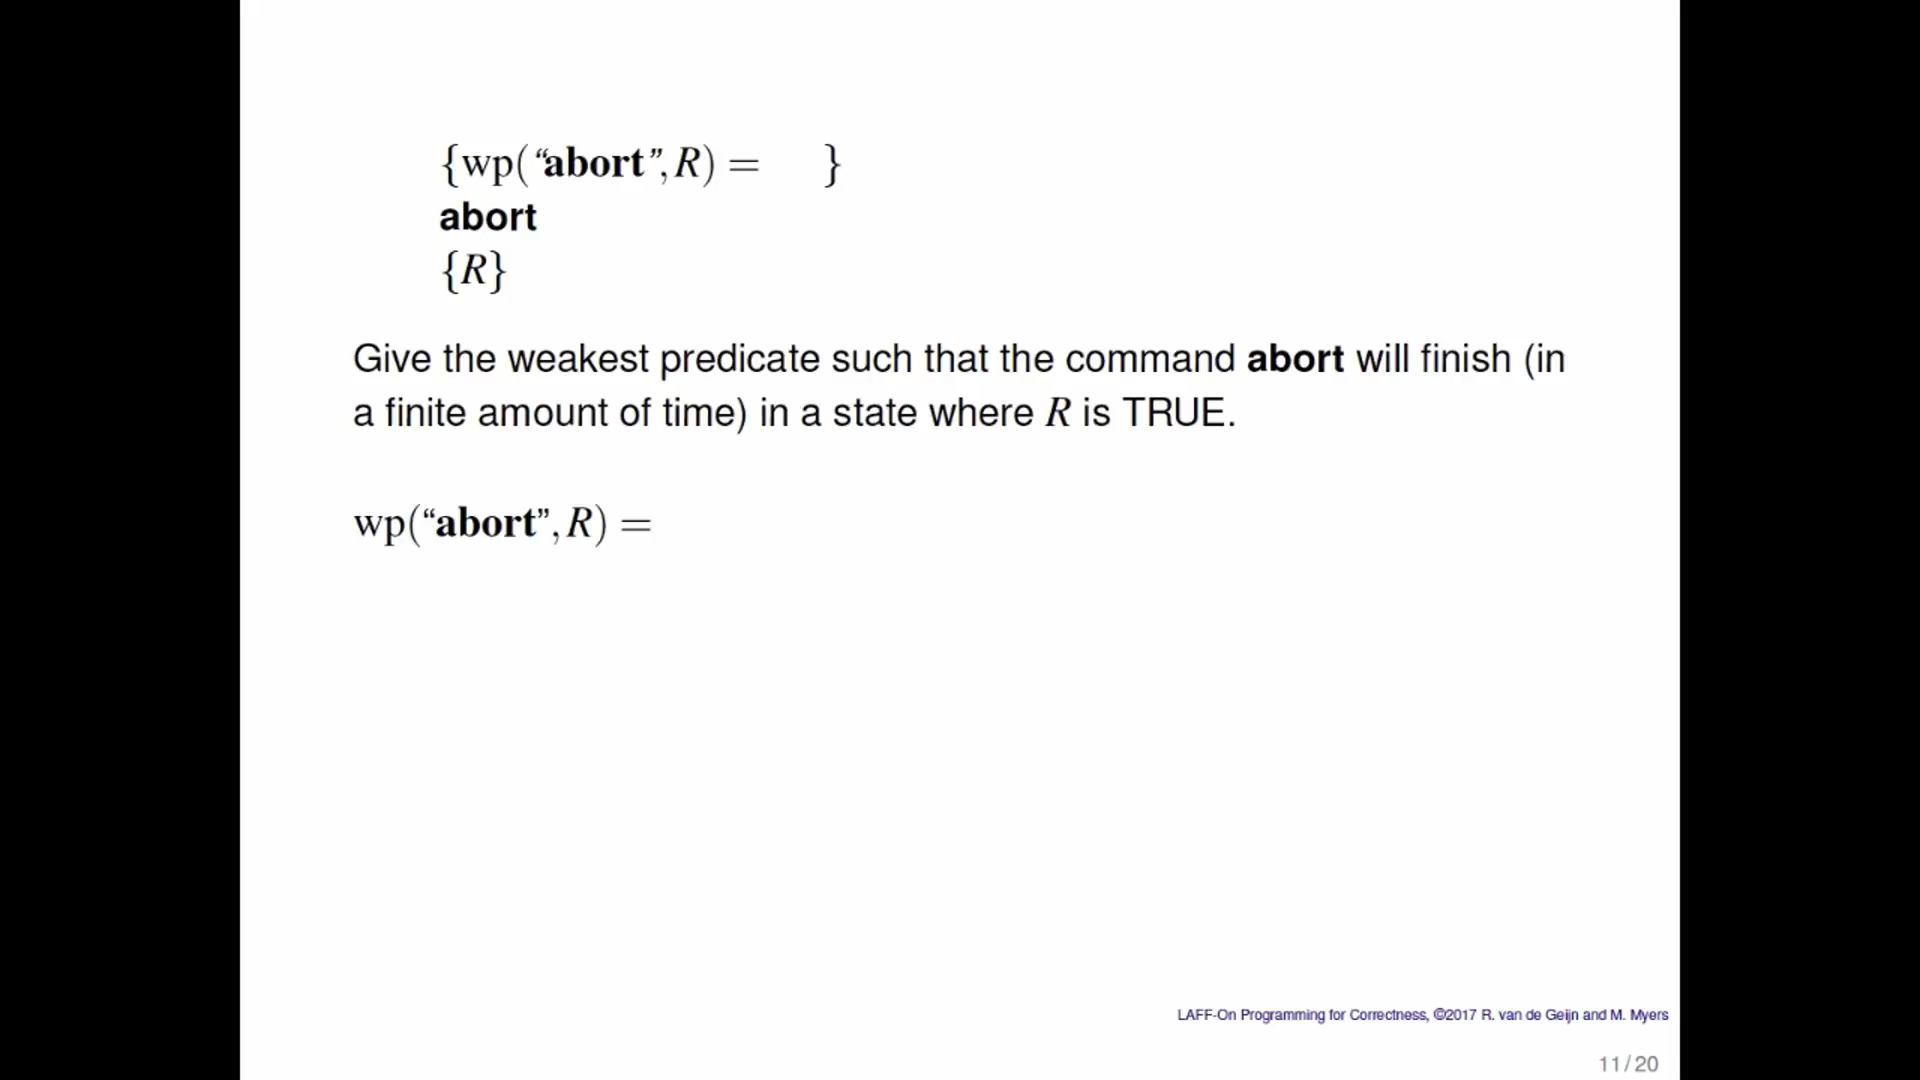 {wp(“abort”, R) = }
abort
{R}
Give the weakest predicate such that the command abort will finish (in
a finite amount of time) in a state where R is TRUE.
wp(“abort”, R) =
LAFF-On Programming for Correctness, ©2017 R. van de Geijn and M. Myers
11/20